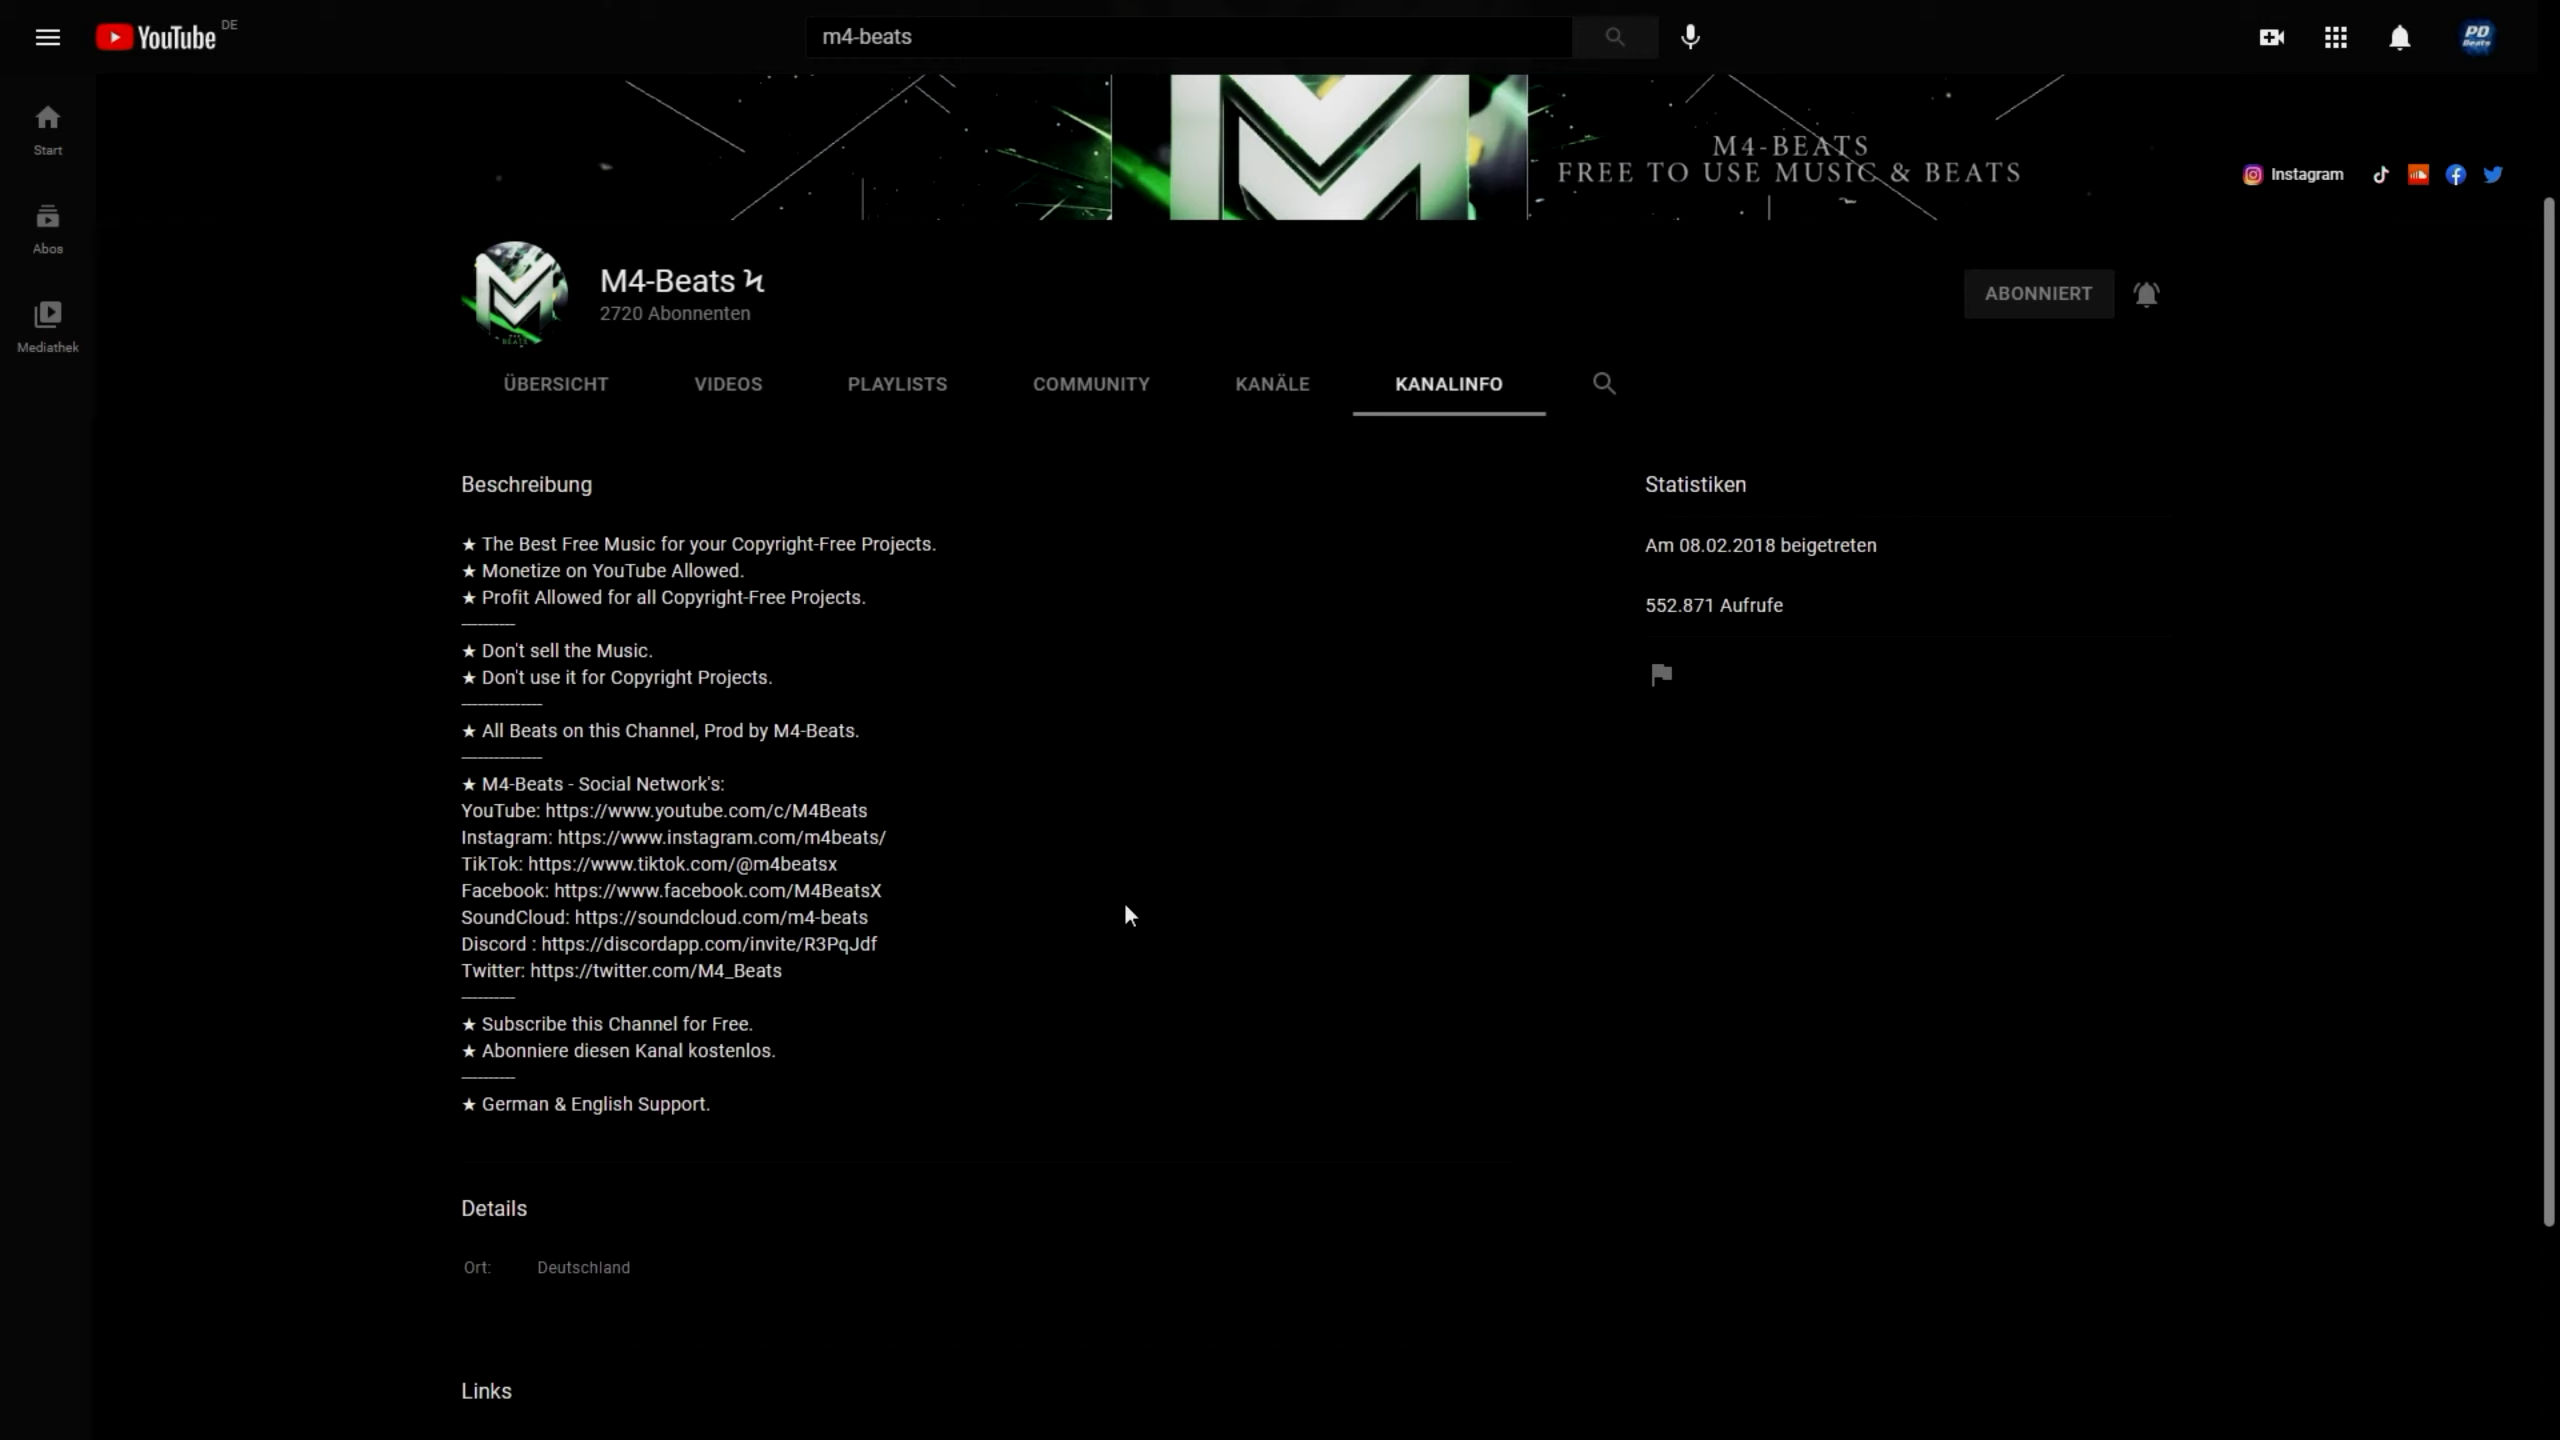 YouTube DE
m4-beats
PD
Beats
M4-BEATS
FREE TO USE MUSIC & BEATS
Instagram
Start
Abos
Mediathek
M4-Beats Ϟ
2720 Abonnenten
ABONNIERT
BEATS
ÜBERSICHT VIDEOS PLAYLISTS COMMUNITY KANÄLE KANALINFO
Beschreibung
★ The Best Free Music for your Copyright-Free Projects.
★ Monetize on YouTube Allowed.
★ Profit Allowed for all Copyright-Free Projects.
----------
★ Don't sell the Music.
★ Don't use it for Copyright Projects.
---------------
★ All Beats on this Channel, Prod by M4-Beats.
---------------
★ M4-Beats - Social Network's:
YouTube: https://www.youtube.com/c/M4Beats
Instagram: https://www.instagram.com/m4beats/
TikTok: https://www.tiktok.com/@m4beatsx
Facebook: https://www.facebook.com/M4BeatsX
SoundCloud: https://soundcloud.com/m4-beats
Discord : https://discordapp.com/invite/R3PqJdf
Twitter: https://twitter.com/M4_Beats
----------
★ Subscribe this Channel for Free.
★ Abonniere diesen Kanal kostenlos.
----------
★ German & English Support.
Statistiken
Am 08.02.2018 beigetreten
552.871 Aufrufe
Details
Ort: Deutschland
Links